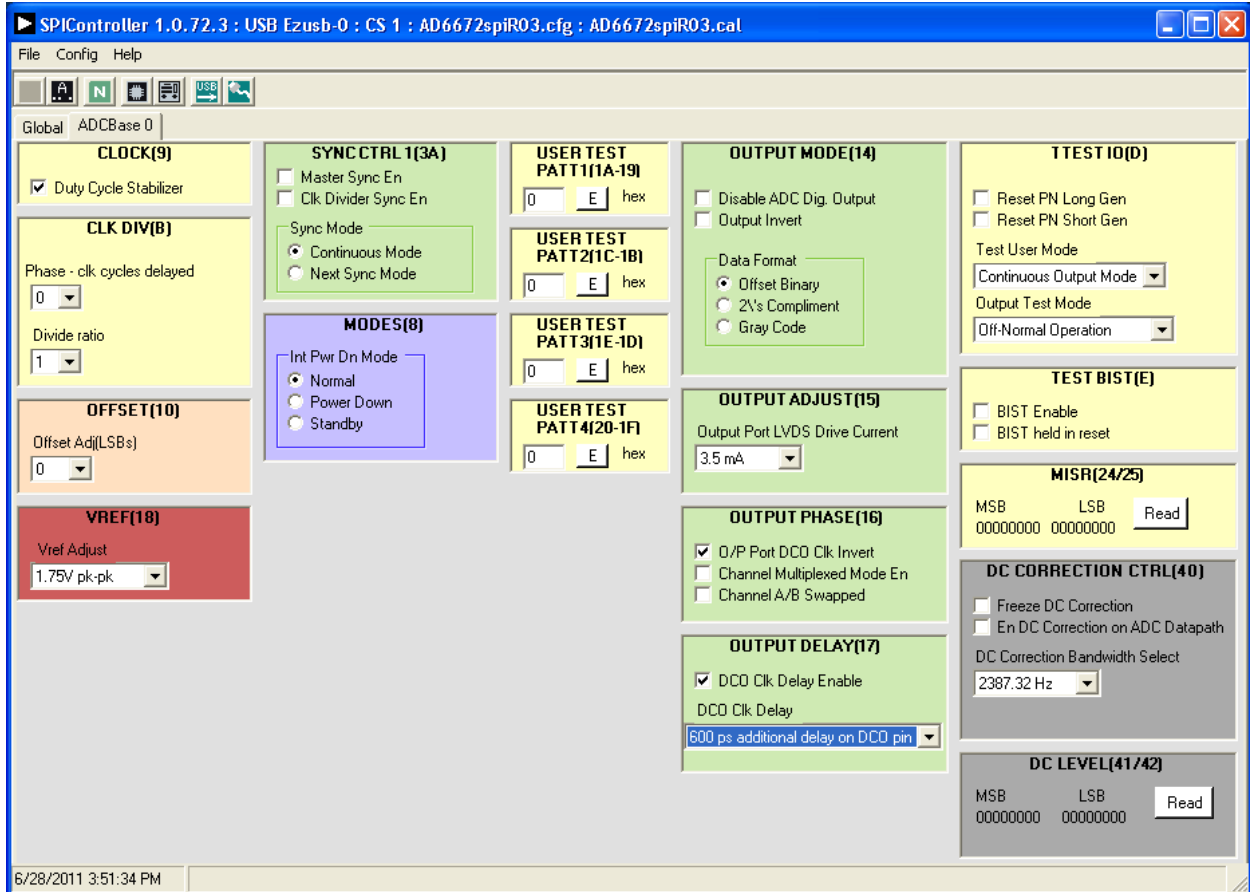 SPIController 1.0.72.3 : USB Ezusb-0 : CS 1 : AD6672spiR03.cfg : AD6672spiR03.cal
File Config Help
A N USB
Global ADCBase 0
CLOCK(9)
Duty Cycle Stabilizer
CLK DIV(B)
Phase - clk cycles delayed
0
Divide ratio
1
OFFSET(10)
Offset Adj(LSBs)
0
VREF(18)
Vref Adjust
1.75V pk-pk
SYNC CTRL 1(3A)
Master Sync En
Clk Divider Sync En
Sync Mode
Continuous Mode
Next Sync Mode
MODES(8)
Int Pwr Dn Mode
Normal
Power Down
Standby
USER TEST
PATT1(1A-19)
0 E hex
USER TEST
PATT2(1C-1B)
0 E hex
USER TEST
PATT3(1E-1D)
0 E hex
USER TEST
PATT4(20-1F)
0 E hex
OUTPUT MODE(14)
Disable ADC Dig. Output
Output Invert
Data Format
Offset Binary
2\'s Compliment
Gray Code
OUTPUT ADJUST(15)
Output Port LVDS Drive Current
3.5 mA
OUTPUT PHASE(16)
O/P Port DCO Clk Invert
Channel Multiplexed Mode En
Channel A/B Swapped
OUTPUT DELAY(17)
DCO Clk Delay Enable
DCO Clk Delay
600 ps additional delay on DCO pin
TTEST IO(D)
Reset PN Long Gen
Reset PN Short Gen
Test User Mode
Continuous Output Mode
Output Test Mode
Off-Normal Operation
TEST BIST(E)
BIST Enable
BIST held in reset
MISR(24/25)
MSB LSB Read
00000000 00000000
DC CORRECTION CTRL(40)
Freeze DC Correction
En DC Correction on ADC Datapath
DC Correction Bandwidth Select
2387.32 Hz
DC LEVEL(41/42)
MSB LSB Read
00000000 00000000
6/28/2011 3:51:34 PM